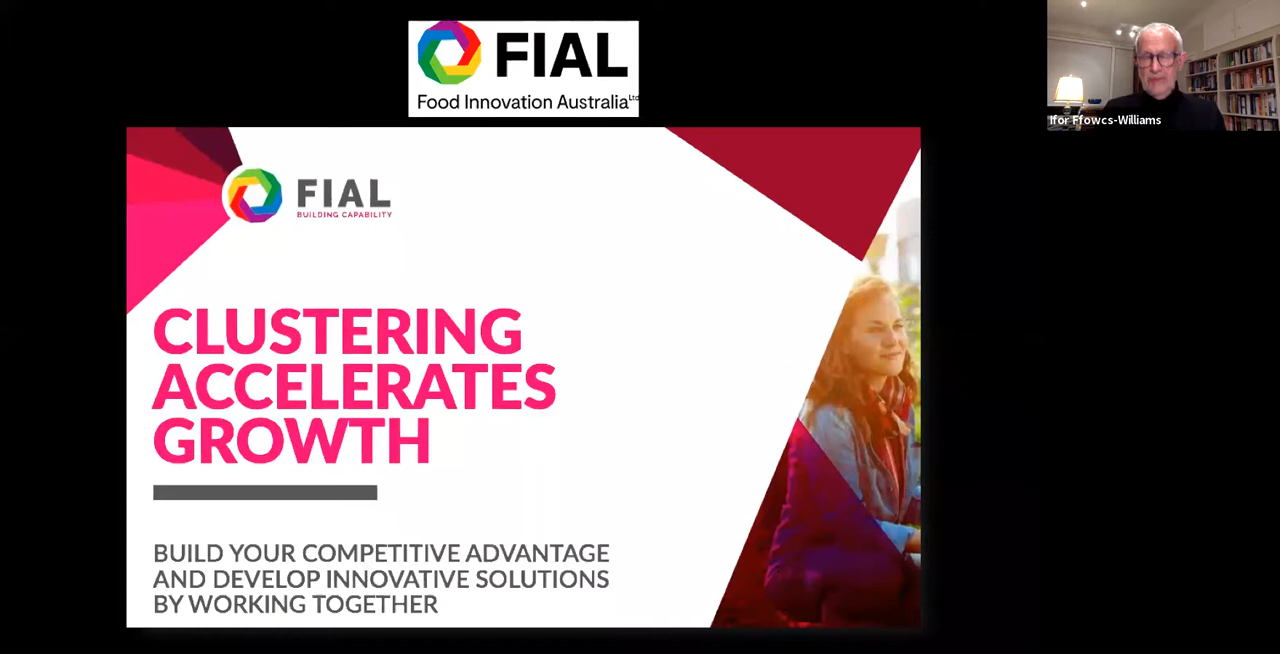 FIAL
Food Innovation Australia Ltd
Ifor Ffowcs-Williams
FIAL
BUILDING CAPABILITY
CLUSTERING
ACCELERATES
GROWTH
BUILD YOUR COMPETITIVE ADVANTAGE
AND DEVELOP INNOVATIVE SOLUTIONS
BY WORKING TOGETHER